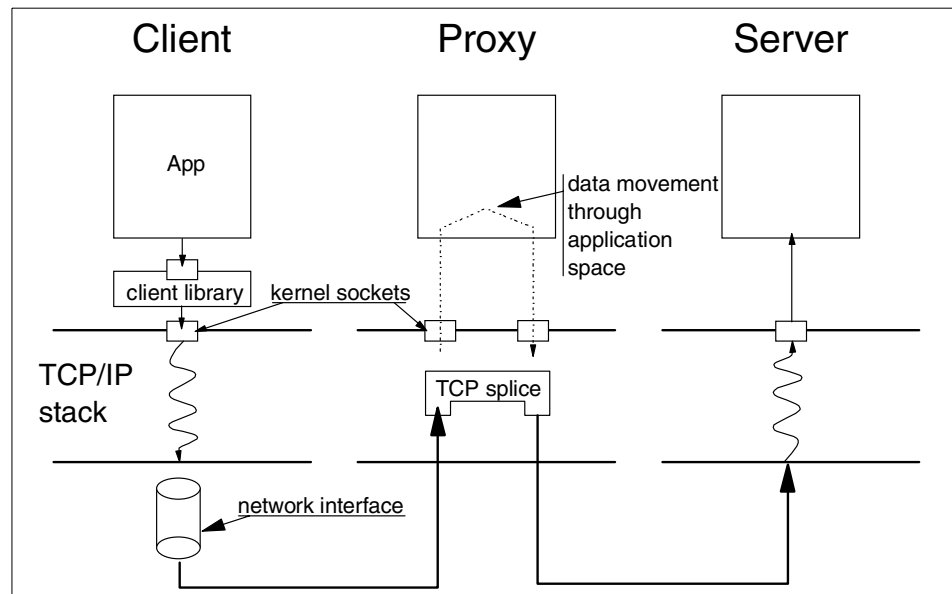 Client
Proxy
Server
App
data movement
through
application
space
client library
kernel sockets
TCP/IP
stack
TCP splice
network interface